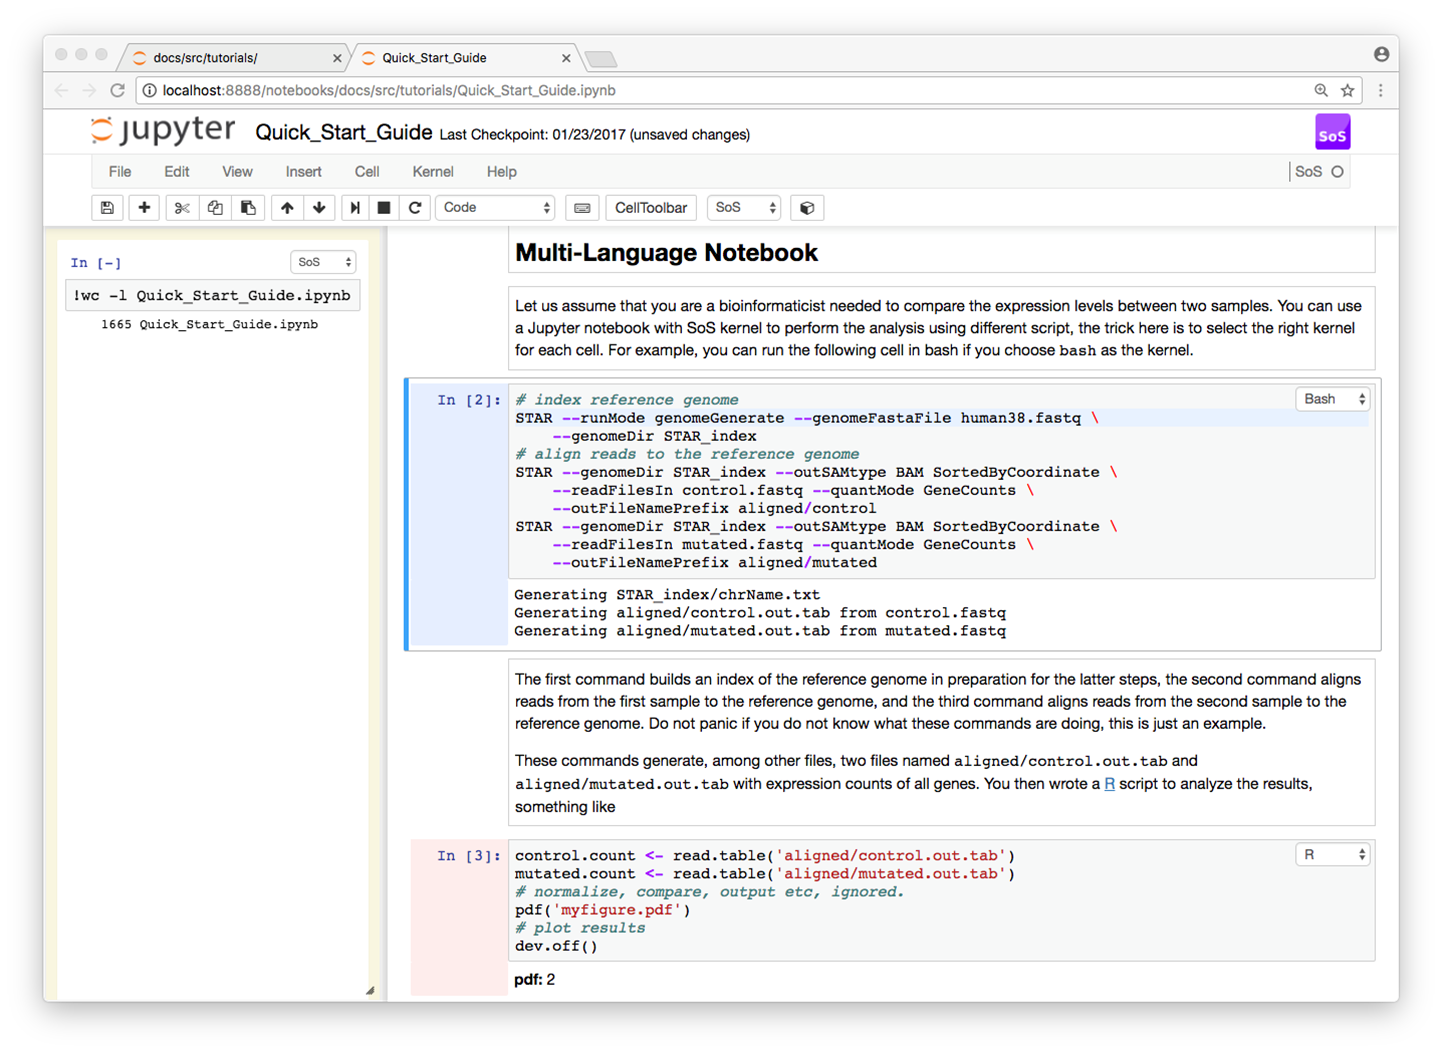 docs/src/tutorials/
Quick_Start_Guide
localhost:8888/notebooks/docs/src/tutorials/Quick_Start_Guide.ipynb
jupyter Quick_Start_Guide Last Checkpoint: 01/23/2017 (unsaved changes)
SoS
File Edit View Insert Cell Kernel Help
SoS
Code CellToolbar SoS
In [-] SoS
!wc -l Quick_Start_Guide.ipynb
1665 Quick_Start_Guide.ipynb
Multi-Language Notebook
Let us assume that you are a bioinformaticist needed to compare the expression levels between two samples. You can use
a Jupyter notebook with SoS kernel to perform the analysis using different script, the trick here is to select the right kernel
for each cell. For example, you can run the following cell in bash if you choose bash as the kernel.
In [2]: # index reference genome Bash
STAR --runMode genomeGenerate --genomeFastaFile human38.fastq \
--genomeDir STAR_index
# align reads to the reference genome
STAR --genomeDir STAR_index --outSAMtype BAM SortedByCoordinate \
--readFilesIn control.fastq --quantMode GeneCounts \
--outFileNamePrefix aligned/control
STAR --genomeDir STAR_index --outSAMtype BAM SortedByCoordinate \
--readFilesIn mutated.fastq --quantMode GeneCounts \
--outFileNamePrefix aligned/mutated
Generating STAR_index/chrName.txt
Generating aligned/control.out.tab from control.fastq
Generating aligned/mutated.out.tab from mutated.fastq
The first command builds an index of the reference genome in preparation for the latter steps, the second command aligns
reads from the first sample to the reference genome, and the third command aligns reads from the second sample to the
reference genome. Do not panic if you do not know what these commands are doing, this is just an example.
These commands generate, among other files, two files named aligned/control.out.tab and
aligned/mutated.out.tab with expression counts of all genes. You then wrote a R script to analyze the results,
something like
In [3]: control.count <- read.table('aligned/control.out.tab') R
mutated.count <- read.table('aligned/mutated.out.tab')
# normalize, compare, output etc, ignored.
pdf('myfigure.pdf')
# plot results
dev.off()
pdf: 2